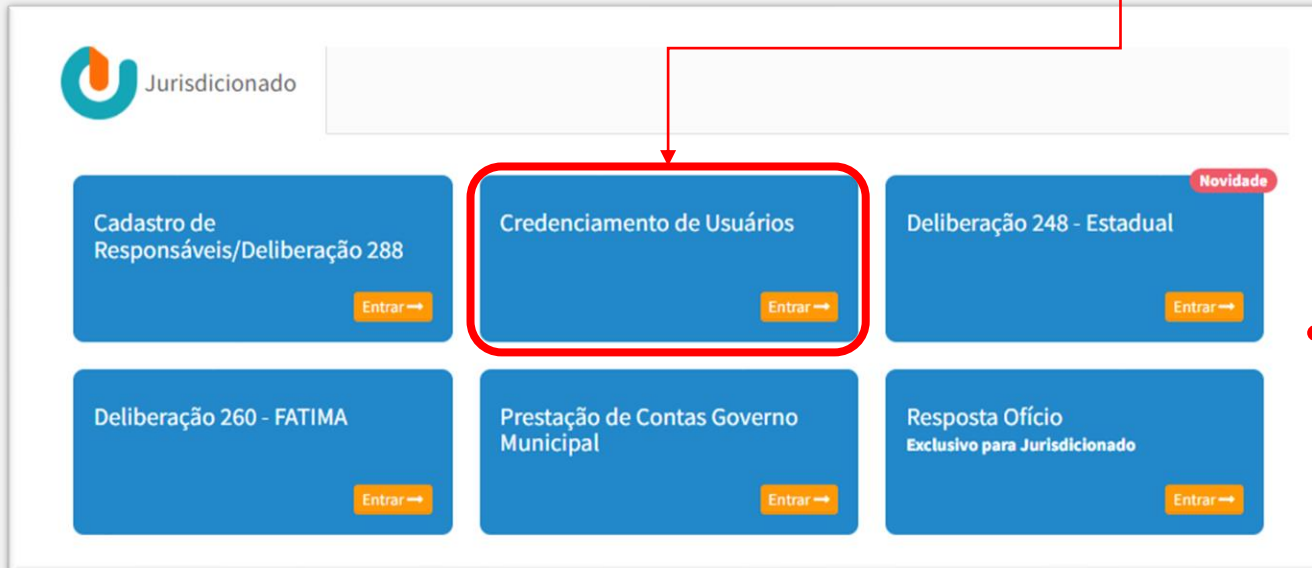 Jurisdicionado
Cadastro de
Responsáveis/Deliberação 288
Entrar
Credenciamento de Usuários
Entrar
Novidade
Deliberação 248 - Estadual
Entrar
Deliberação 260 - FATIMA
Entrar
Prestação de Contas Governo
Municipal
Entrar
Resposta Ofício
Exclusivo para Jurisdicionado
Entrar